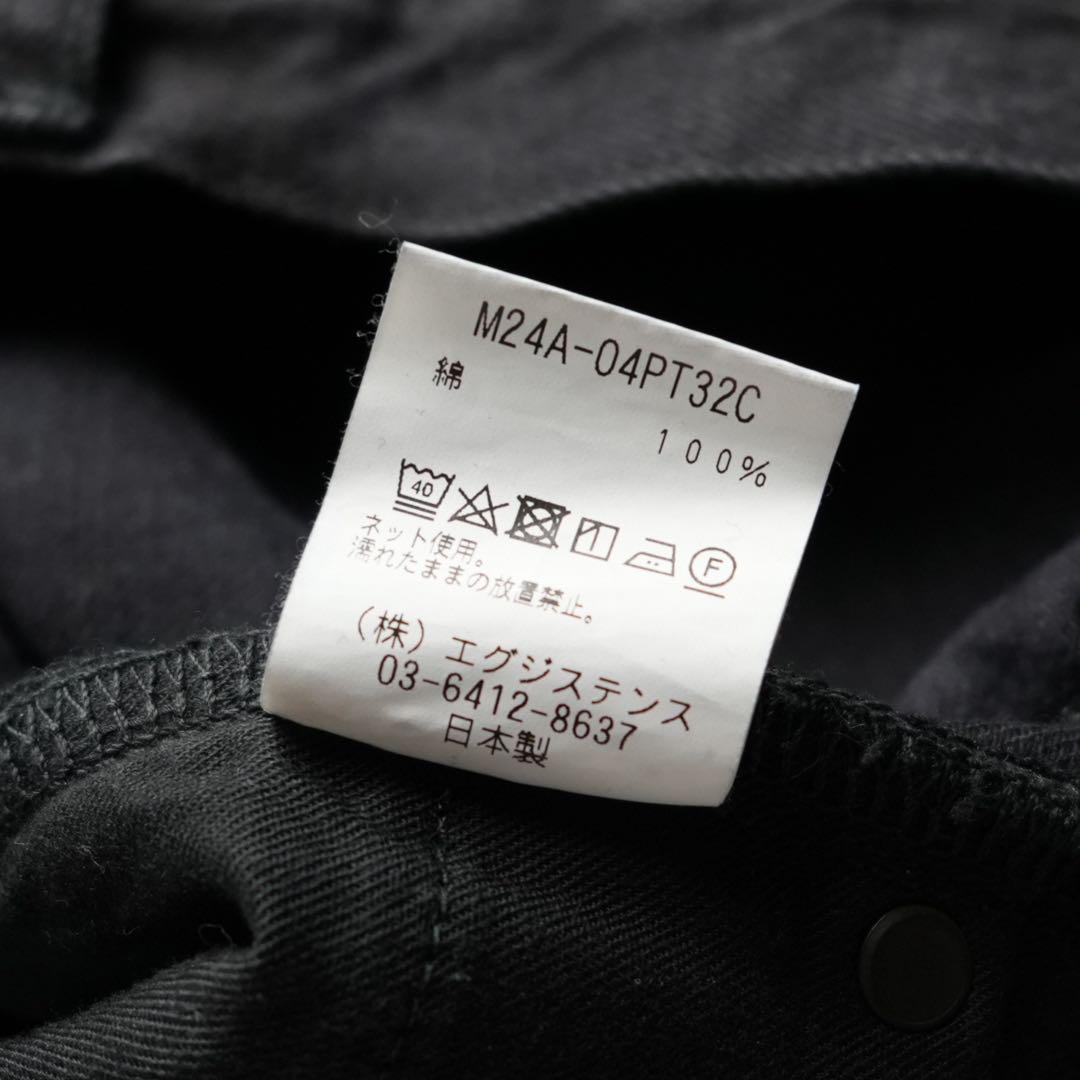 M24A-04PT32C
綿
100%
40
F
ネット使用。
濡れたままの放置禁止。
(株)エグジステンス
03-6412-8637
日本製